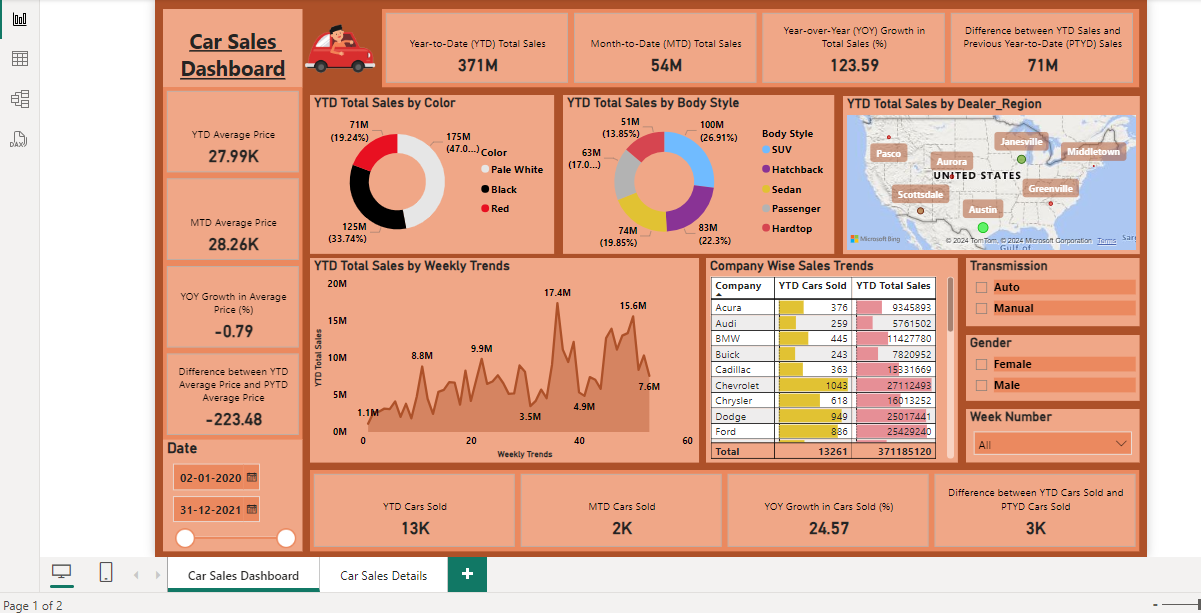 Car Sales
Dashboard
Year-to-Date (YTD) Total Sales
371M
Month-to-Date (MTD) Total Sales
54M
Year-over-Year (YOY) Growth in
Total Sales (%)
123.59
Difference between YTD Sales and
Previous Year-to-Date (PTYD) Sales
71M
YTD Average Price
27.99K
MTD Average Price
28.26K
YOY Growth in Average
Price (%)
-0.79
Difference between YTD
Average Price and PYTD
Average Price
-223.48
Date
02-01-2020
31-12-2021
YTD Total Sales by Color
71M
(19.24%)
175M
(47.0...)
125M
(33.74%)
Color
Pale White
Black
Red
YTD Total Sales by Body Style
51M
(13.85%)
100M
(26.91%)
63M
(17.0...)
74M
(19.85%)
83M
(22.3%)
Body Style
SUV
Hatchback
Sedan
Passenger
Hardtop
YTD Total Sales by Dealer_Region
Pasco
Janesville
Middletown
Aurora
UNITED STATES
Scottsdale
Greenville
Austin
Microsoft Bing
© 2024 TomTom, © 2024 Microsoft Corporation Terms
Gulf of
Sar
YTD Total Sales by Weekly Trends
YTD Total Sales
20M
15M
10M
5M
0M
1.1M
8.8M
9.9M
3.5M
17.4M
4.9M
15.6M
7.6M
0 20 40 60
Weekly Trends
Company Wise Sales Trends
Company YTD Cars Sold YTD Total Sales
Acura 376 9345893
Audi 259 5761502
BMW 445 11427780
Buick 243 7820952
Cadillac 363 15331669
Chevrolet 1043 27112493
Chrysler 618 16013252
Dodge 949 25017441
Ford 886 25429240
Total 13261 371185120
Transmission
Auto
Manual
Gender
Female
Male
Week Number
All
YTD Cars Sold
13K
MTD Cars Sold
2K
YOY Growth in Cars Sold (%)
24.57
Difference between YTD Cars Sold and
PTYD Cars Sold
3K
DAX
Car Sales Dashboard
Car Sales Details
+
Page 1 of 2
-